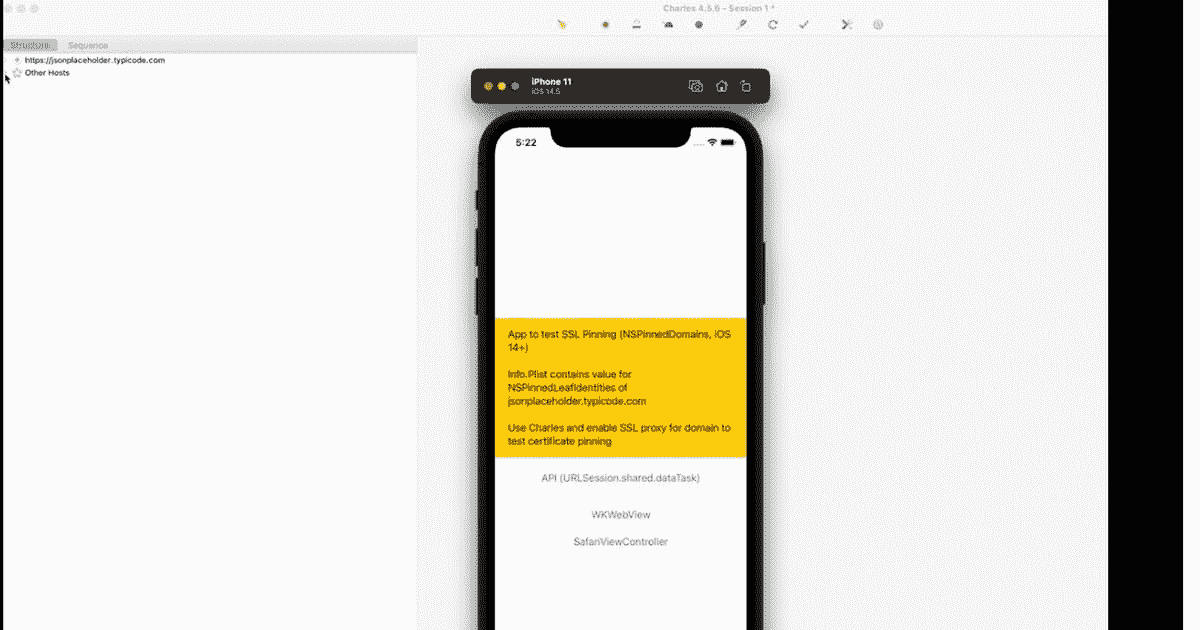 Charles 4.5.6 - Session 1 *
Structure Sequence
https://jsonplaceholder.typicode.com
Other Hosts
iPhone 11
iOS 14.5
5:22
App to test SSL Pinning (NSPinnedDomains, iOS
14+)
Info.Plist contains value for
NSPinnedLeafIdentities of
jsonplaceholder.typicode.com
Use Charles and enable SSL proxy for domain to
test certificate pinning
API (URLSession.shared.dataTask)
WKWebView
SafariViewController